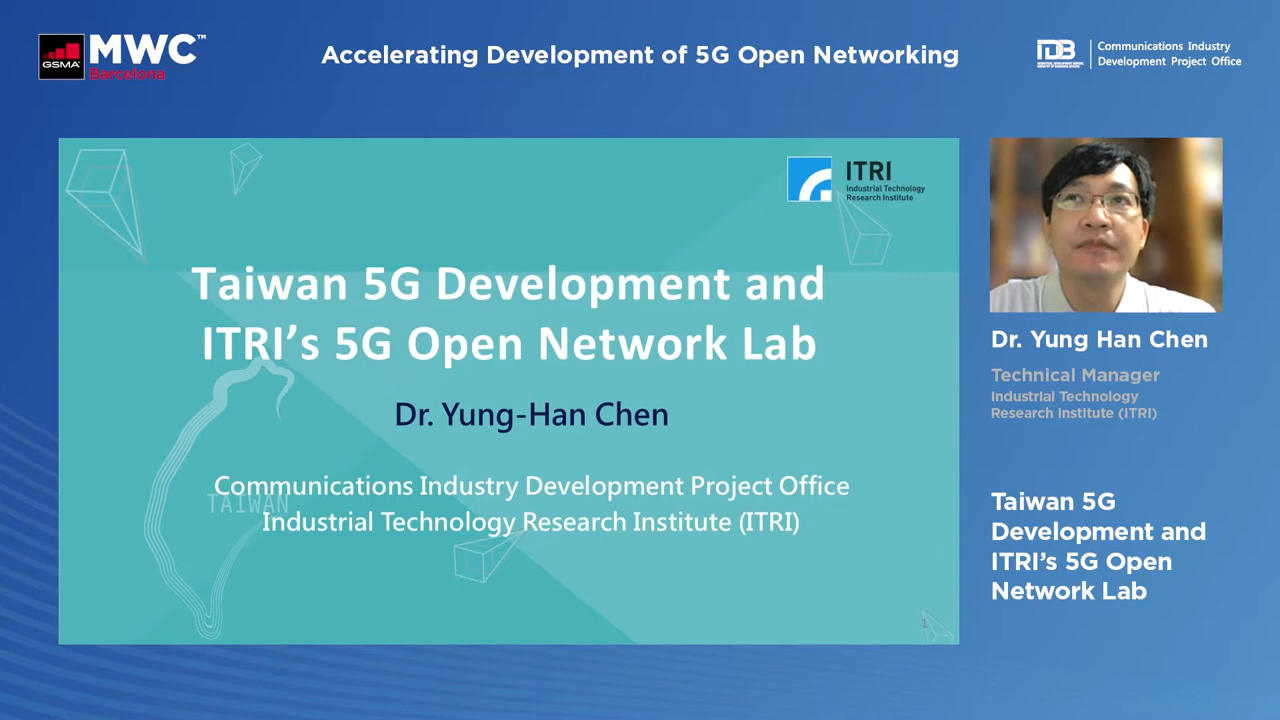 GSMA
MWC™
Barcelona
Accelerating Development of 5G Open Networking
IDB
Communications Industry
Development Project Office
ITRI
Industrial Technology
Research Institute
Taiwan 5G Development and
ITRI's 5G Open Network Lab
Dr. Yung-Han Chen
TAIWAN
Communications Industry Development Project Office
Industrial Technology Research Institute (ITRI)
1
Dr. Yung Han Chen
Technical Manager
Industrial Technology
Research Institute (ITRI)
Taiwan 5G
Development and
ITRI's 5G Open
Network Lab